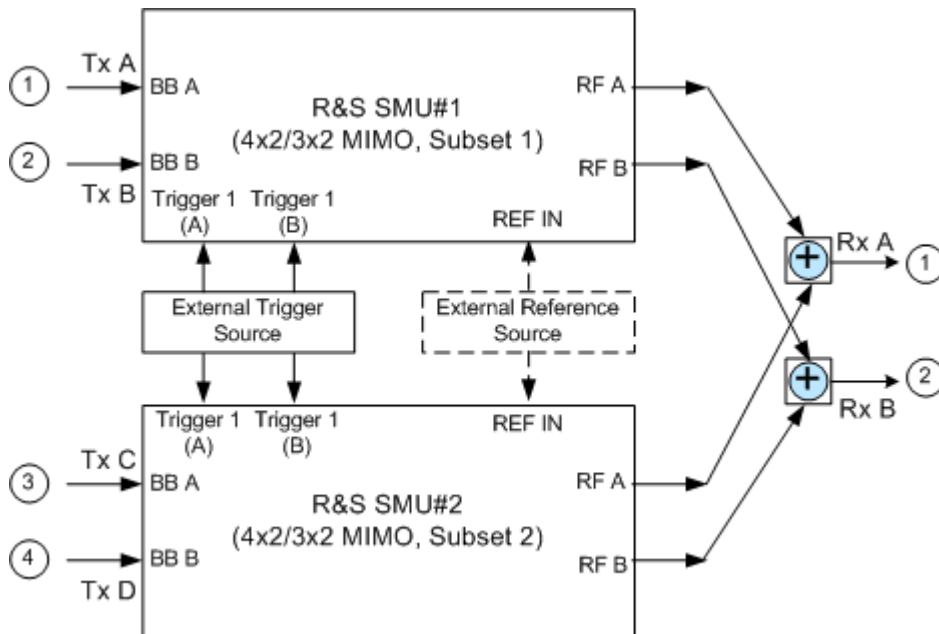 Tx A
1
BB A
RF A
R&S SMU#1
(4x2/3x2 MIMO, Subset 1)
2
BB B
RF B
Tx B
Trigger 1
(A)
Trigger 1
(B)
REF IN
Rx A
1
External Trigger
Source
External Reference
Source
2
Rx B
Trigger 1
(A)
Trigger 1
(B)
REF IN
Tx C
3
BB A
RF A
R&S SMU#2
(4x2/3x2 MIMO, Subset 2)
4
BB B
RF B
Tx D